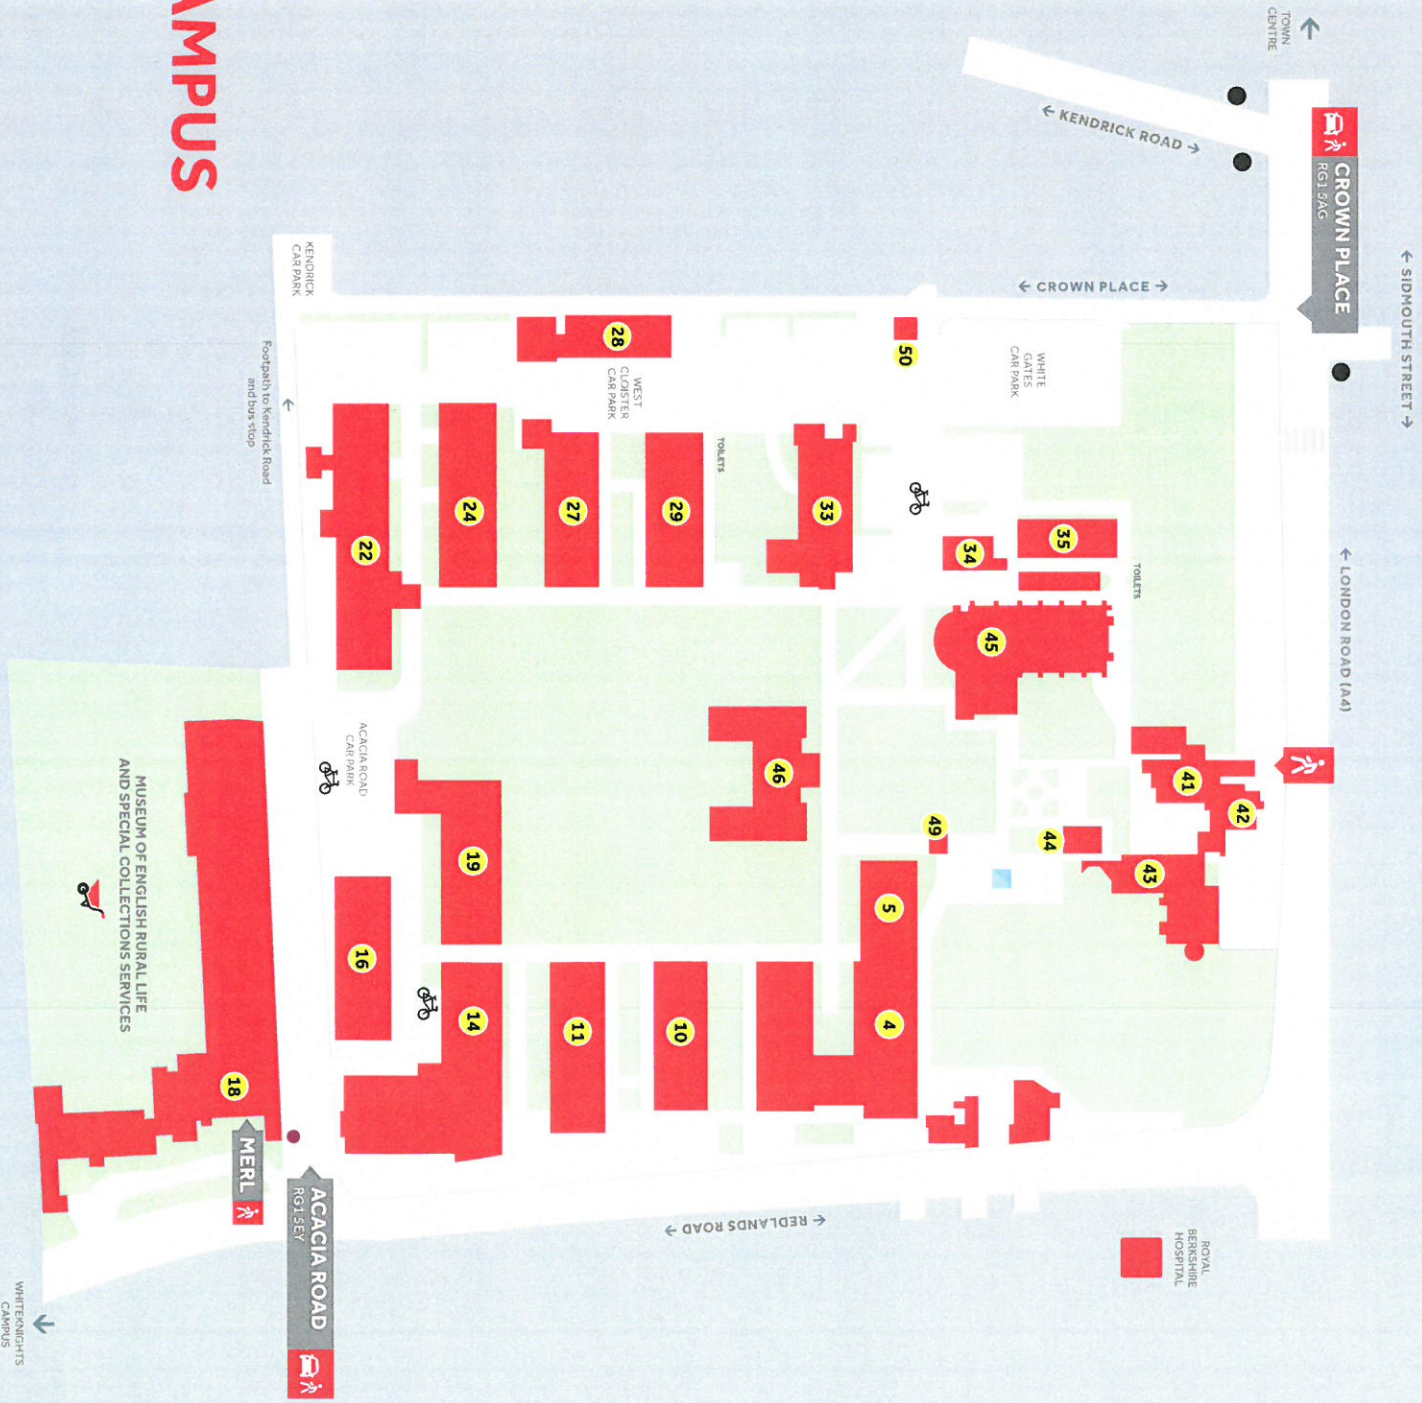 AMPUS
TOWN
CENTRE
← KENDRICK ROAD →
CROWN PLACE
RG1 5AG
← SIDMOUTH STREET →
← CROWN PLACE →
← LONDON ROAD (A4)
KENDRICK
CAR PARK
Footpath to Kendrick Road
and bus stop
WHITE
GATES
CAR PARK
WEST
CLOISTER
CAR PARK
TOILETS
TOILETS
28
50
22
24
27
29
33
34
35
45
46
41
42
44
43
49
5
4
19
16
14
11
10
18
ACACIA ROAD
CAR PARK
MUSEUM OF ENGLISH RURAL LIFE
AND SPECIAL COLLECTIONS SERVICES
MERL
ACACIA ROAD
RG1 5EY
← REDLANDS ROAD →
ROYAL
BERKSHIRE
HOSPITAL
WHITEKNIGHTS
CAMPUS